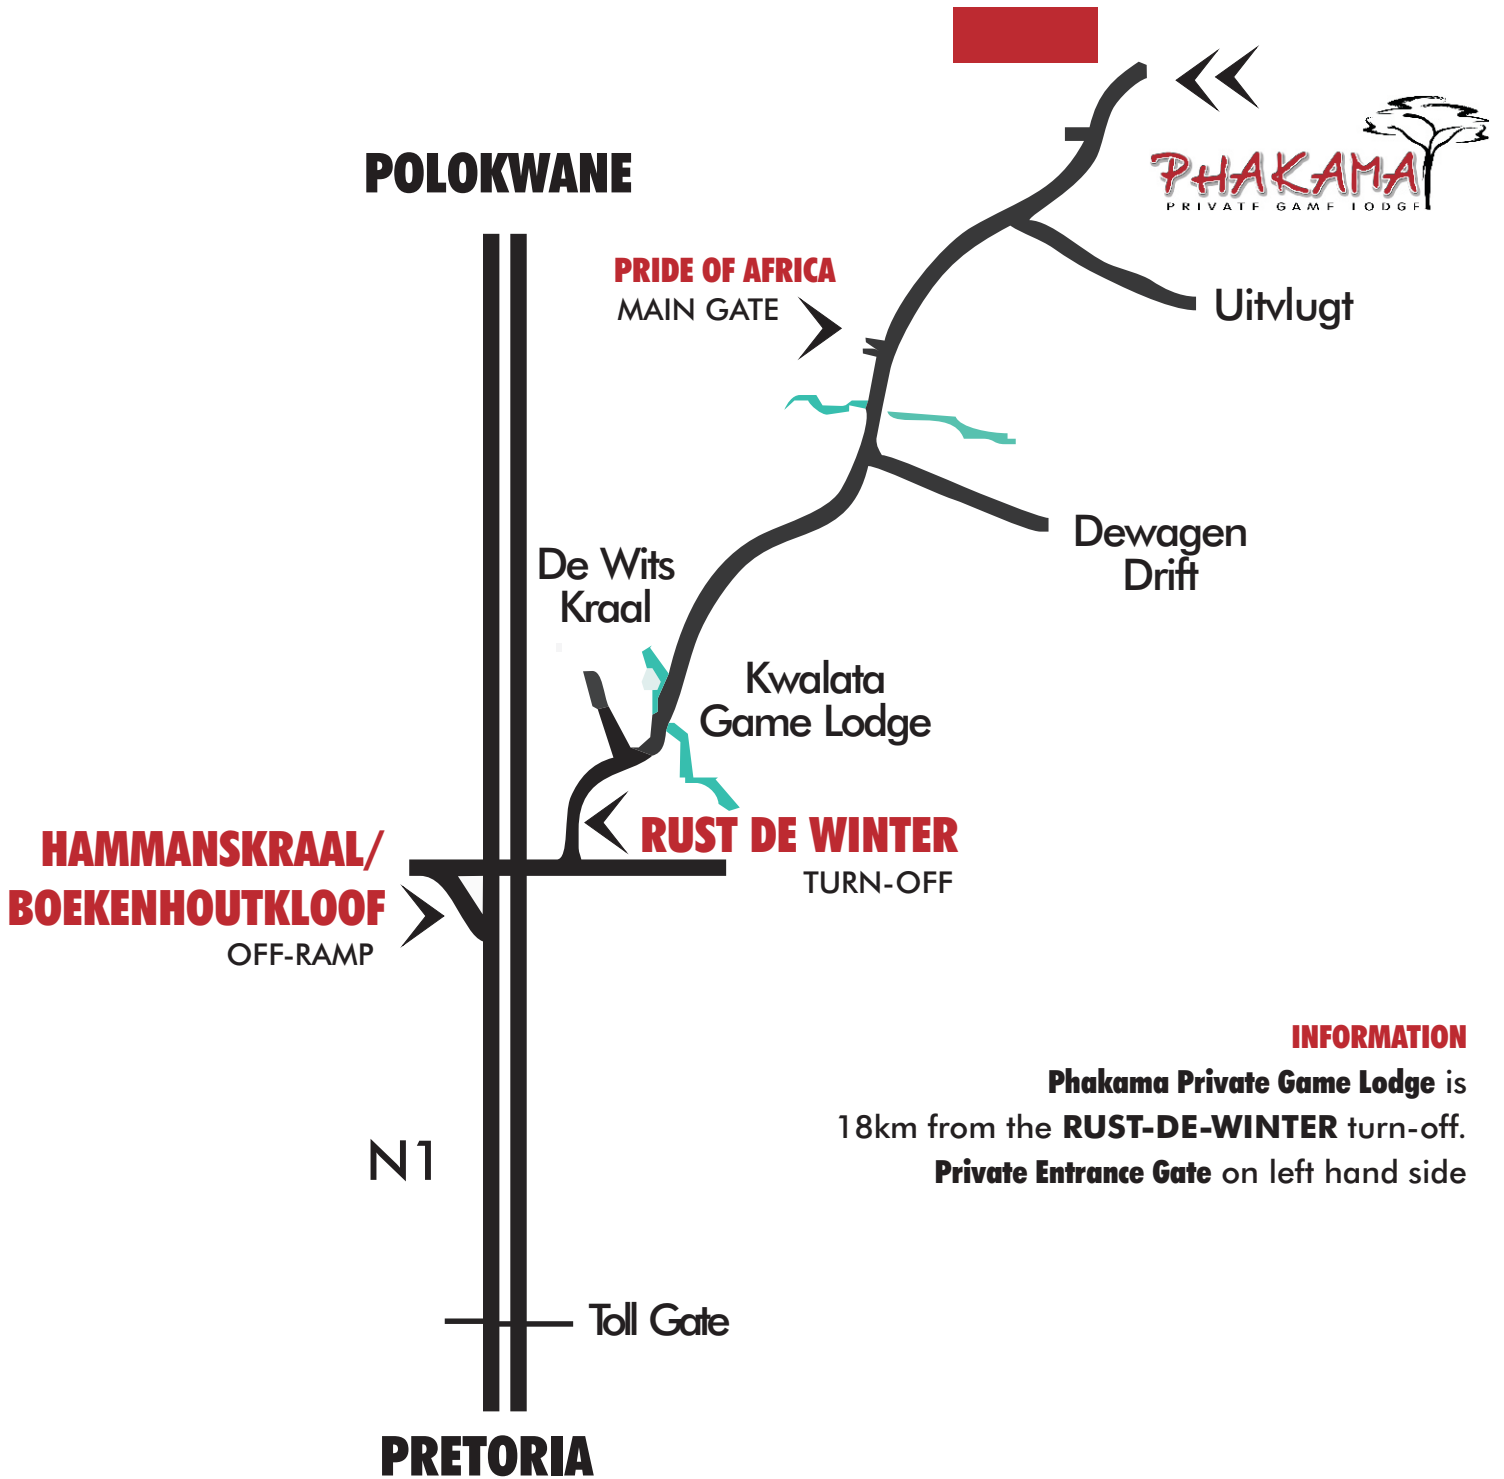 POLOKWANE
PHAKAMA
PRIVATE GAME LODGE
PRIDE OF AFRICA
MAIN GATE
Uitvlugt
Dewagen
Drift
De Wits
Kraal
Kwalata
Game Lodge
RUST DE WINTER
TURN-OFF
HAMMANSKRAAL/
BOEKENHOUTKLOOF
OFF-RAMP
INFORMATION
Phakama Private Game Lodge is
18km from the RUST-DE-WINTER turn-off.
Private Entrance Gate on left hand side
N1
Toll Gate
PRETORIA